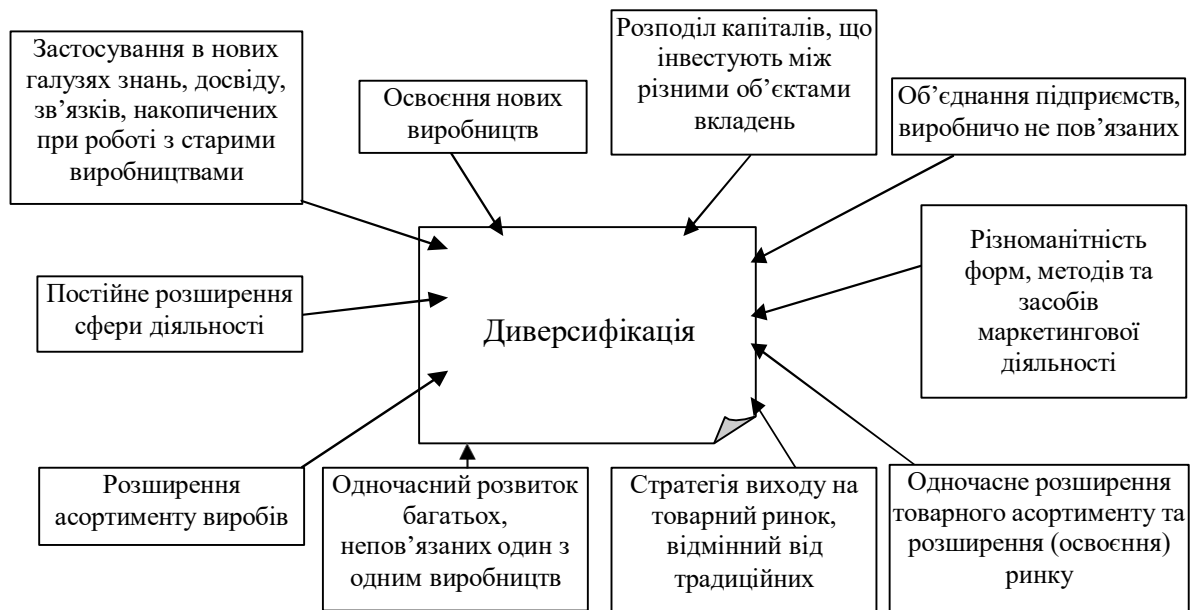 Застосування в нових
галузях знань, досвіду,
зв’язків, накопичених
при роботі з старими
виробництвами
Освоєння нових
виробництв
Розподіл капіталів, що
інвестують між
різними об’єктами
вкладень
Об’єднання підприємств,
виробничо не пов’язаних
Постійне розширення
сфери діяльності
Диверсифікація
Різноманітність
форм, методів та
засобів
маркетингової
діяльності
Розширення
асортименту виробів
Одночасний розвиток
багатьох,
непов’язаних один з
одним виробництв
Стратегія виходу на
товарний ринок,
відмінний від
традиційних
Одночасне розширення
товарного асортименту та
розширення (освоєння)
ринку